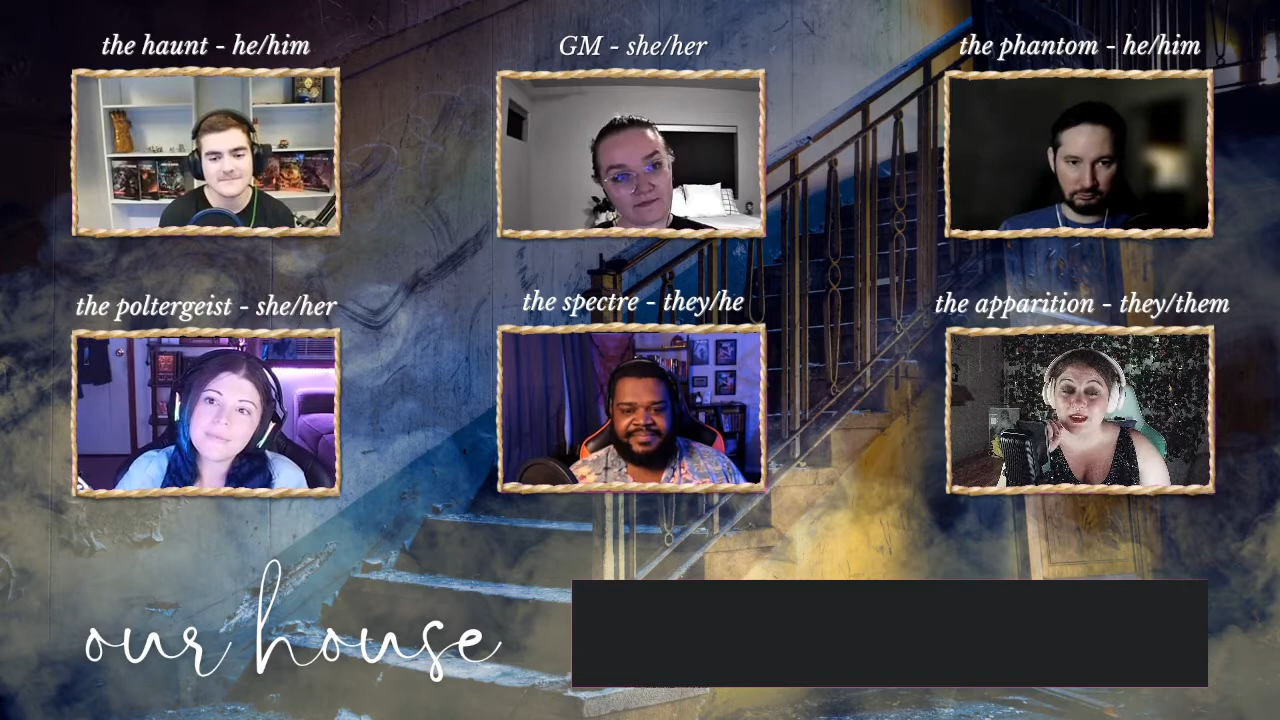 the haunt - he/him
GM - she/her
the phantom - he/him
the poltergeist - she/her
the spectre - they/he
the apparition - they/them
our house